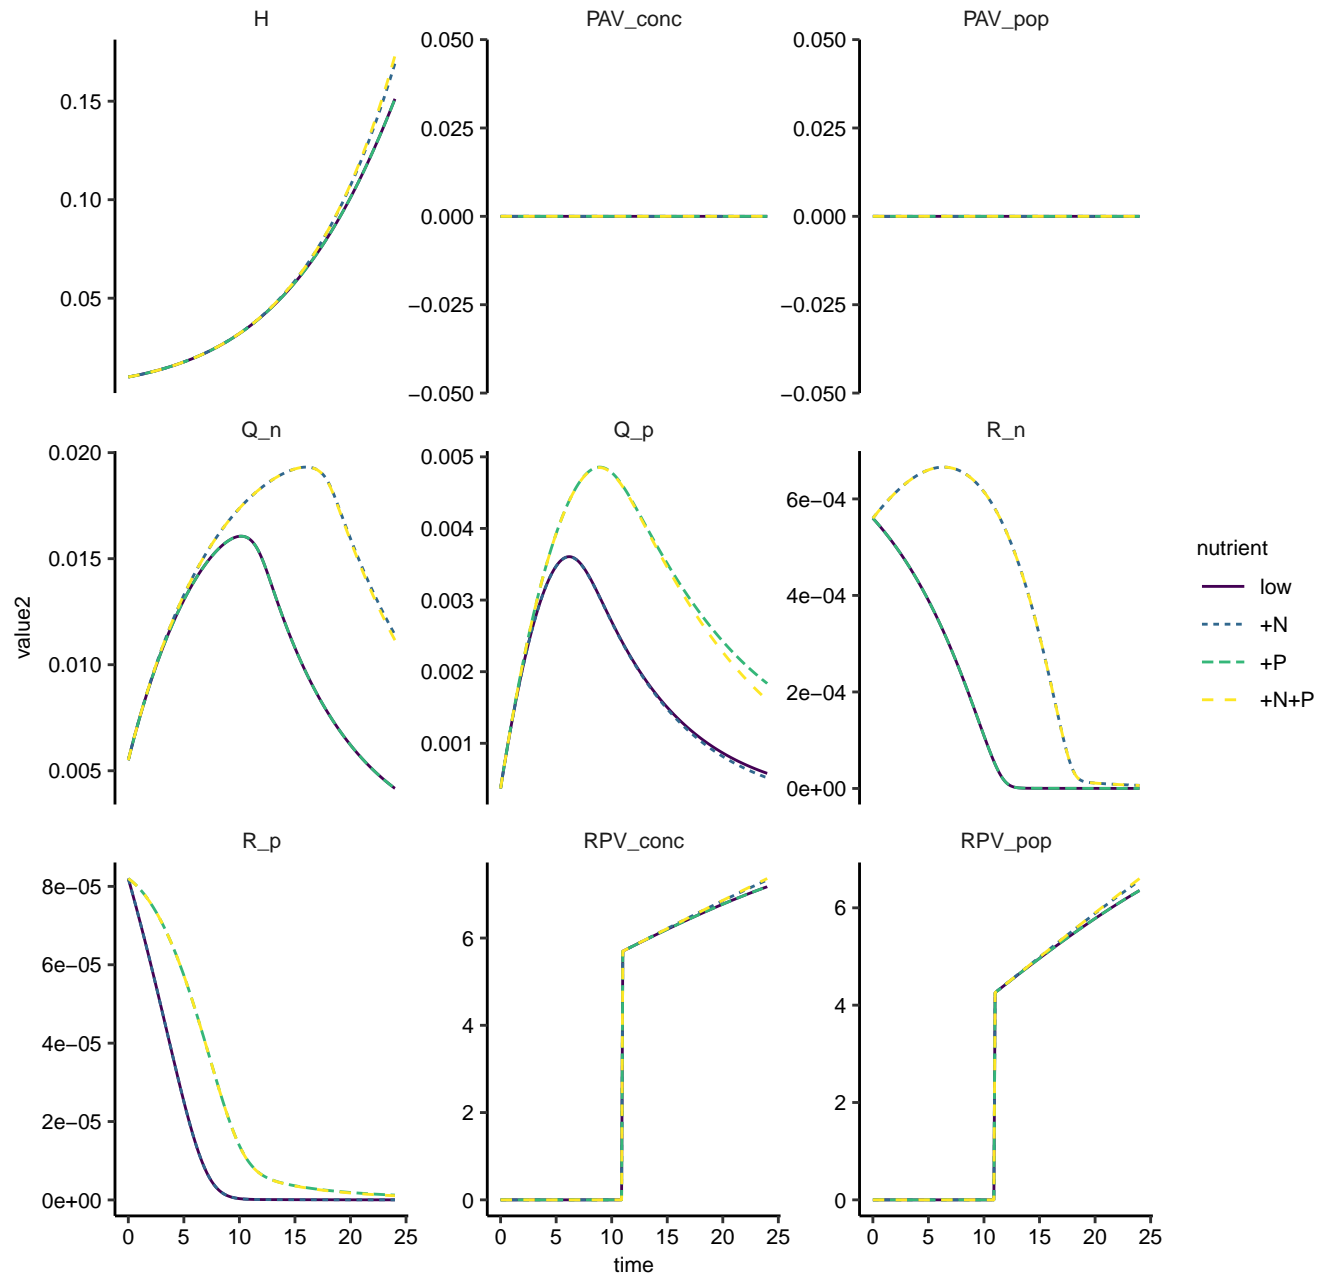 H
PAV_conc
PAV_pop
0.15
0.10
0.05
0.050
0.025
0.000
−0.025
−0.050
0.050
0.025
0.000
−0.025
−0.050
Q_n
Q_p
R_n
0.020
0.015
0.010
0.005
0.005
0.004
0.003
0.002
0.001
6e−04
4e−04
2e−04
0e+00
value2
nutrient
low
+N
+P
+N+P
R_p
RPV_conc
RPV_pop
8e−05
6e−05
4e−05
2e−05
0e+00
6
4
2
0
6
4
2
0
0 5 10 15 20 25
0 5 10 15 20 25
0 5 10 15 20 25
time